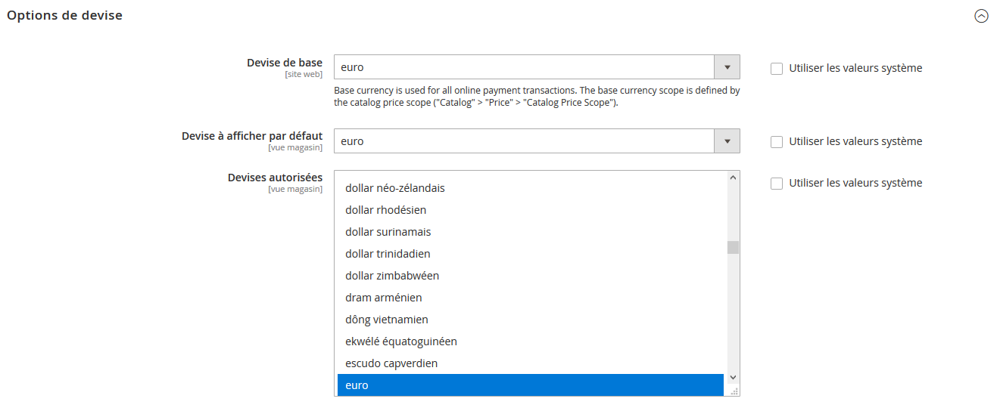 Options de devise
Devise de base
[site web]
euro
Utiliser les valeurs système
Base currency is used for all online payment transactions. The base currency scope is defined by
the catalog price scope ("Catalog" > "Price" > "Catalog Price Scope").
Devise à afficher par défaut
[vue magasin]
euro
Utiliser les valeurs système
Devises autorisées
[vue magasin]
Utiliser les valeurs système
dollar néo-zélandais
dollar rhodésien
dollar surinamais
dollar trinidadien
dollar zimbabwéen
dram arménien
dông vietnamien
ekwélé équatoguinéen
escudo capverdien
euro